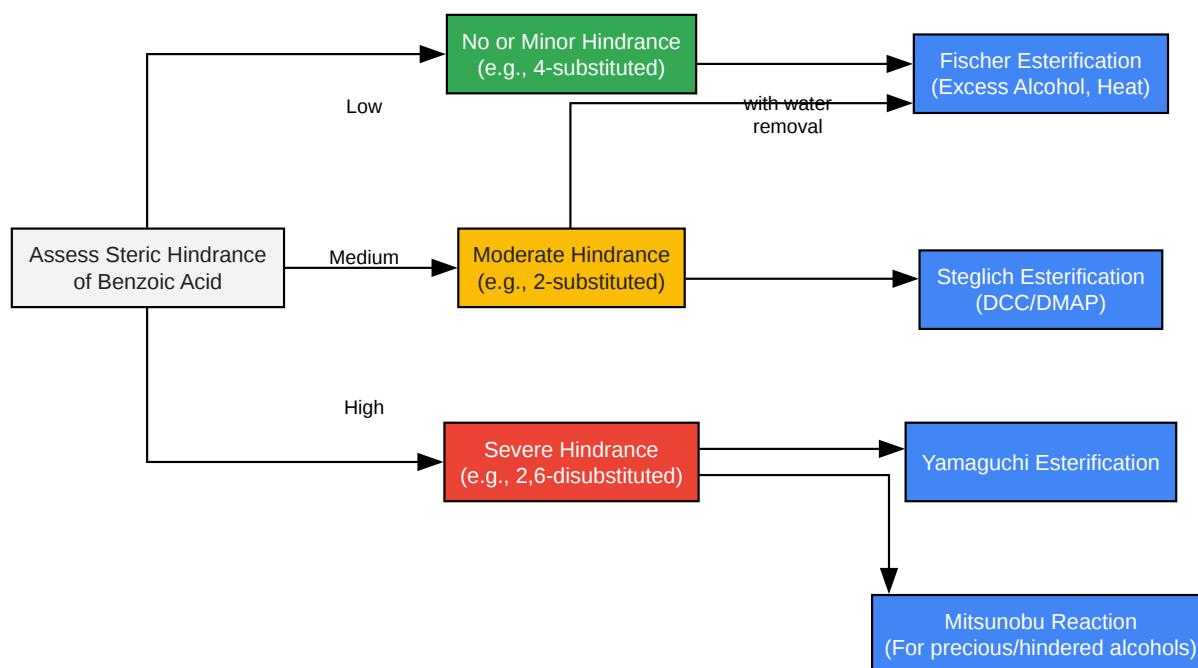 No or Minor Hindrance
(e.g., 4-substituted)
Fischer Esterification
(Excess Alcohol, Heat)
Low
with water
removal
Assess Steric Hindrance
of Benzoic Acid
Medium
Moderate Hindrance
(e.g., 2-substituted)
Steglich Esterification
(DCC/DMAP)
High
Severe Hindrance
(e.g., 2,6-disubstituted)
Yamaguchi Esterification
Mitsunobu Reaction
(For precious/hindered alcohols)